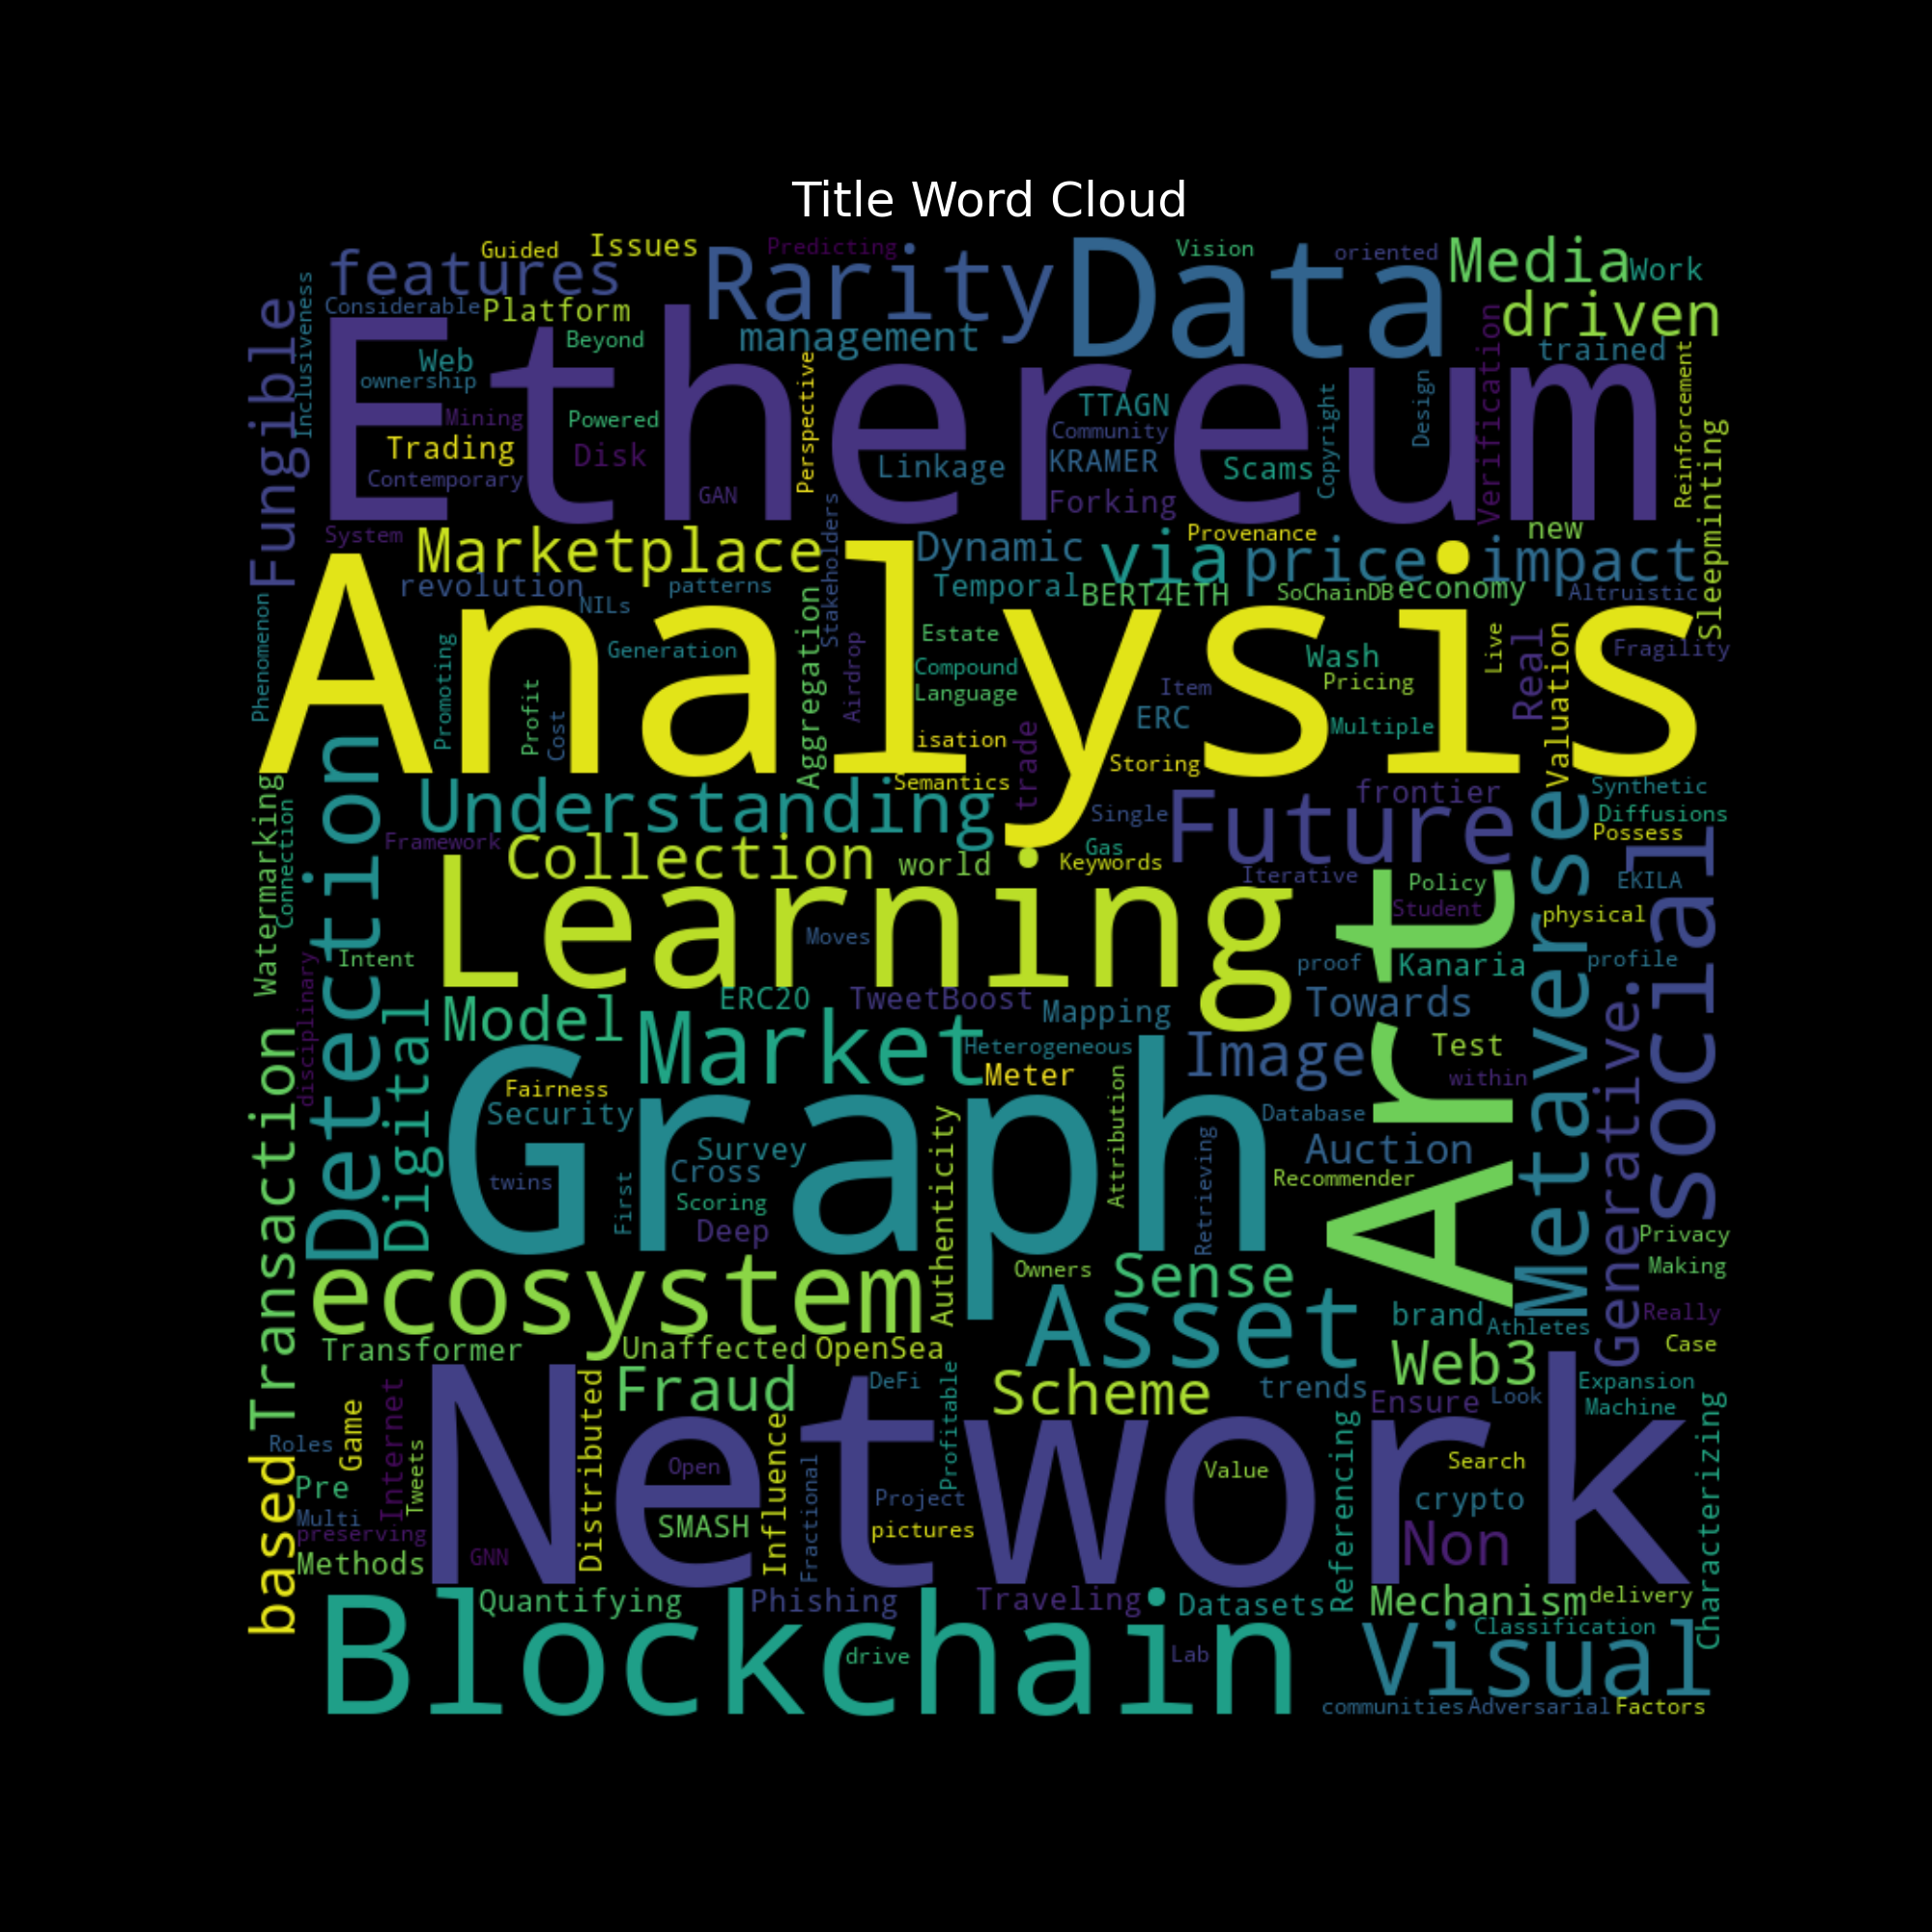 Title Word Cloud
Guided
Issues
Predicting
Vision
oriented
Media
Work
features
Rarity
Data
Considerable
Platform
management
driven
Fungible
Inclusiveness
Ethereum
Beyond
trained
Web
ownership
Mining
Powered
Perspective
TTAGN
Community
Copyright
Design
Verification
Reinforcement
Sleepminting
Trading
Disk
Linkage
KRAMER
Scams
Contemporary
GAN
Forking
System
Marketplace
Stakeholders
Dynamic
via
Provenance
price
impact
new
revolution
patterns
Temporal
BERT4ETH
SoChainDB
economy
Altruistic
NILs
Analysis
Phenomenon
Promoting
Generation
Aggregation
Airdrop
Estate
Compound
Language
Wash
Pricing
Live
Real
Valuation
Fragility
Profit
Cost
Item
ERC
Multiple
isation
trade
Storing
Semantics
Understanding
Single
Future
frontier
Synthetic
Diffusions
Possess
Watermarking
Connection
Detection
Framework
Collection
world
Keywords
Gas
Iterative
Policy
Student
EKILA
Metaverse
social
physical
Learning
Moves
Intent
proof
Kanaria
profile
disciplinary
Digital
Model
ERC20
TweetBoost
Mapping
Towards
Art
Generative
Market
Heterogeneous
Image
Test
within
Meter
Fairness
Security
Graph
Attribution
Database
Survey
Cross
twins
First
Scoring
Deep
Authenticity
Retrieving
Auction
Recommender
Transaction
Privacy
Making
ecosystem
Owners
Sense
Asset
brand
Athletes
Really
Case
Transformer
Unaffected
OpenSea
Fraud
DeFi
Profitable
Scheme
trends
Web3
Ensure
Look
Expansion
Machine
based
Roles
Game
Internet
Tweets
Network
Distributed
Influence
Fractional
Open
Value
Referencing
Search
Characterizing
Pre
Multi
preserving
Methods
GNN
SMASH
Project
pictures
crypto
Non
Quantifying
Phishing
Traveling
Datasets
Mechanism
delivery
Blockchain
drive
Lab
Classification
Visual
communities
Adversarial
Factors